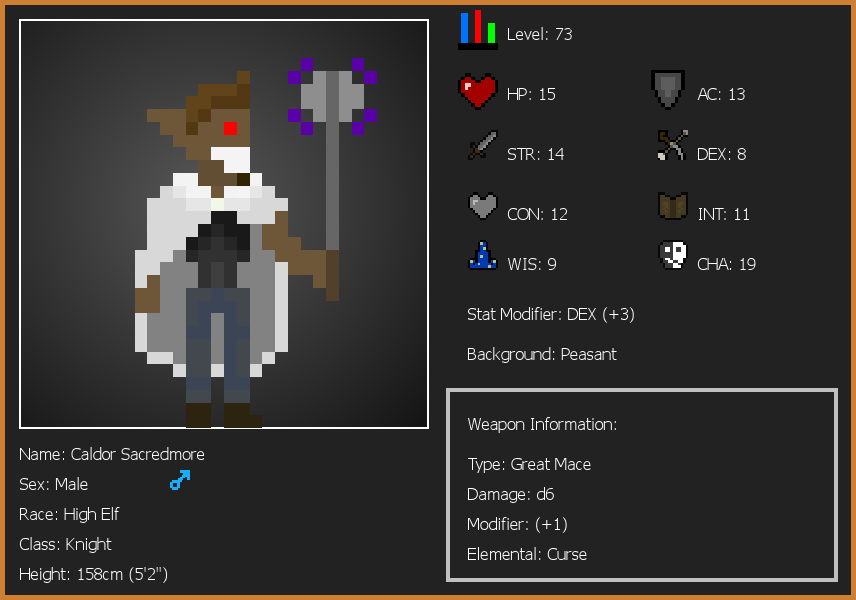 Level: 73
HP: 15
AC: 13
STR: 14
DEX: 8
CON: 12
INT: 11
WIS: 9
CHA: 19
Stat Modifier: DEX (+3)
Background: Peasant
Weapon Information:
Type: Great Mace
Damage: d6
Modifier: (+1)
Elemental: Curse
Name: Caldor Sacredmore
Sex: Male
Race: High Elf
Class: Knight
Height: 158cm (5'2")